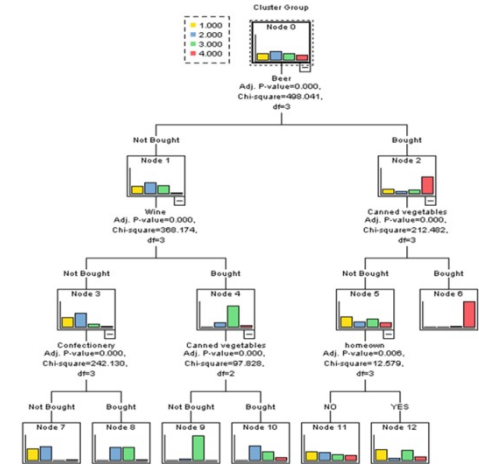 Cluster Group
1.000
2.000
3.000
4.000
Node 0
Beer
Adj. P-value=0.000,
Chi-square=498.041,
df=3
Not Bought
Bought
Node 1
Node 2
Wine
Adj. P-value=0.000,
Chi-square=368.174,
df=3
Canned vegetables
Adj. P-value=0.000,
Chi-square=212.482,
df=3
Not Bought
Bought
Not Bought
Bought
Node 3
Node 4
Node 5
Node 6
Confectionery
Adj. P-value=0.000,
Chi-square=242.130,
df=3
Canned vegetables
Adj. P-value=0.000,
Chi-square=97.828,
df=2
homeown
Adj. P-value=0.006,
Chi-square=12.579,
df=3
Not Bought
Bought
Not Bought
Bought
NO
YES
Node 7
Node 8
Node 9
Node 10
Node 11
Node 12